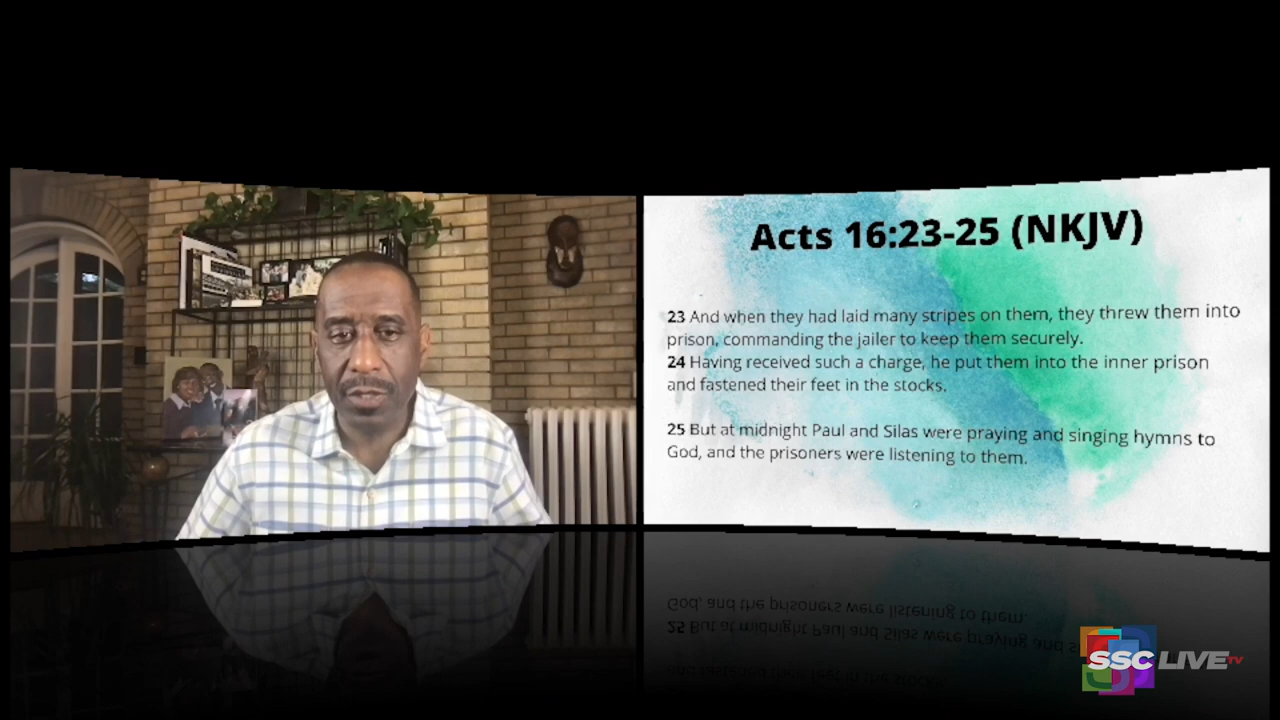 Acts 16:23-25 (NKJV)
23 And when they had laid many stripes on them, they threw them into
prison, commanding the jailer to keep them securely.
24 Having received such a charge, he put them into the inner prison
and fastened their feet in the stocks.
25 But at midnight Paul and Silas were praying and singing hymns to
God, and the prisoners were listening to them.
SSC LIVE TV